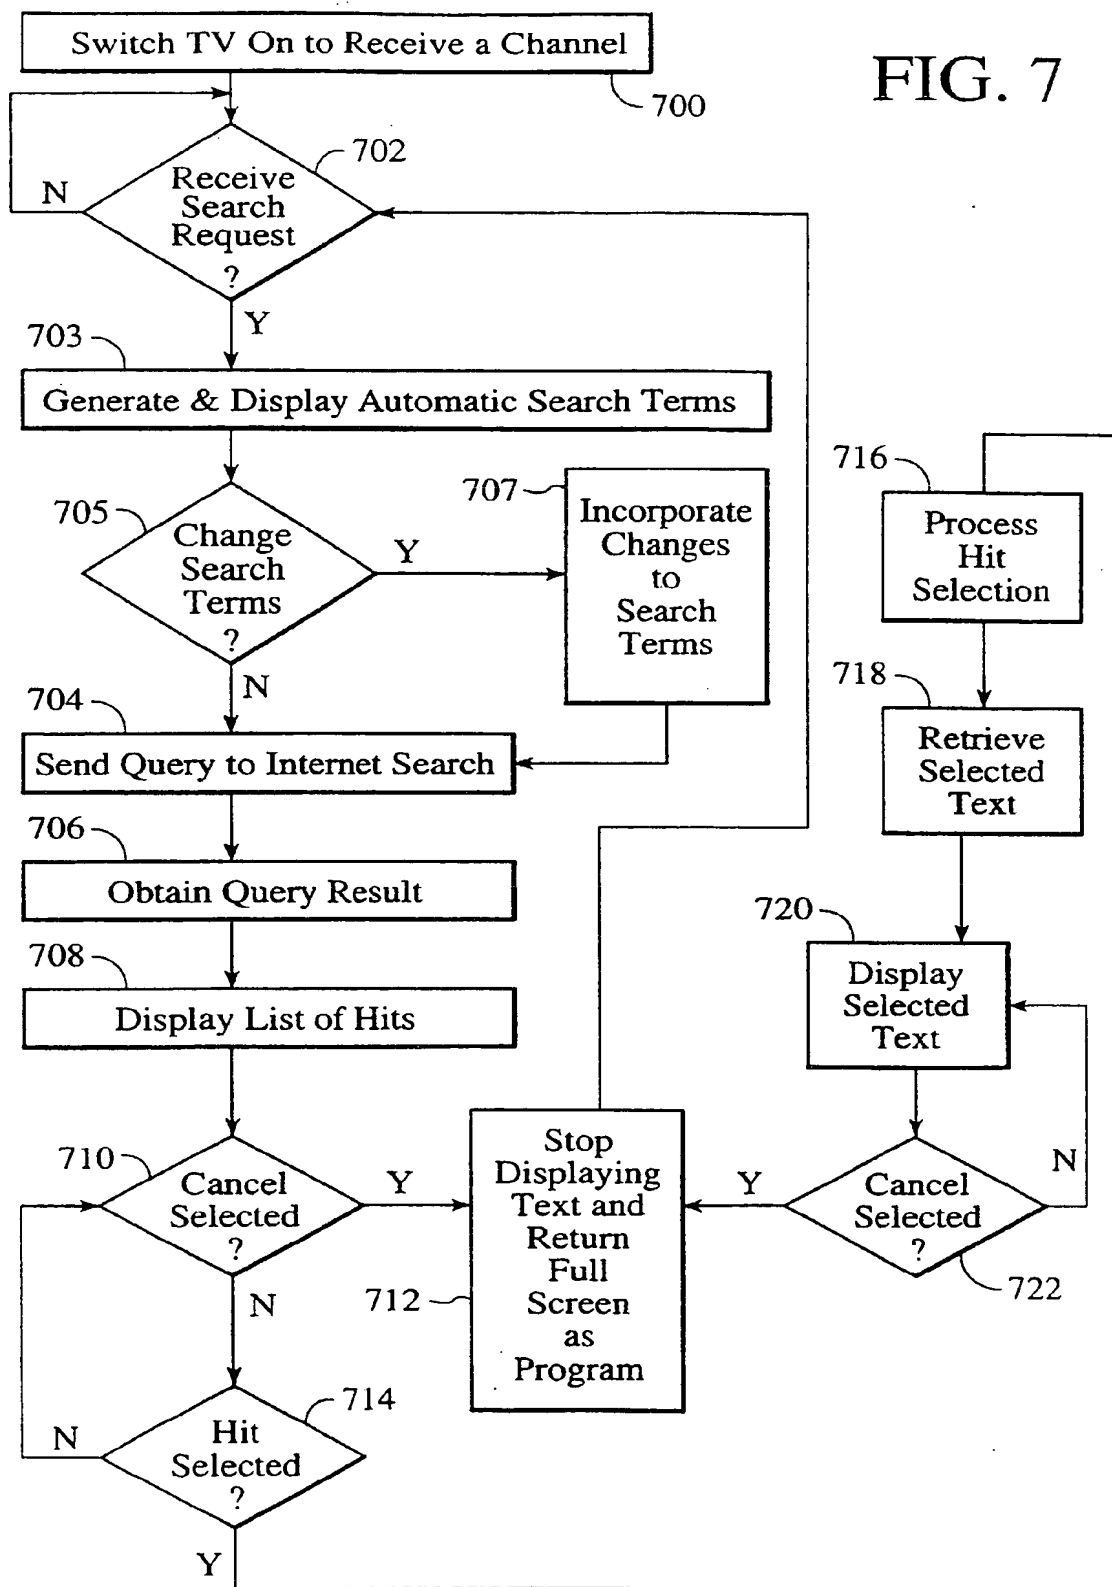 Switch TV On to Receive a Channel
FIG. 7
700
702
Receive
Search
Request
?
N
Y
703
Generate & Display Automatic Search Terms
705
Change
Search
Terms
?
Y
N
707
Incorporate
Changes
to
Search
Terms
704
Send Query to Internet Search
706
Obtain Query Result
708
Display List of Hits
710
Cancel
Selected
?
Y
N
712
Stop
Displaying
Text and
Return
Full
Screen
as
Program
714
Hit
Selected
?
N
Y
716
Process
Hit
Selection
718
Retrieve
Selected
Text
720
Display
Selected
Text
Cancel
Selected
?
Y
N
722